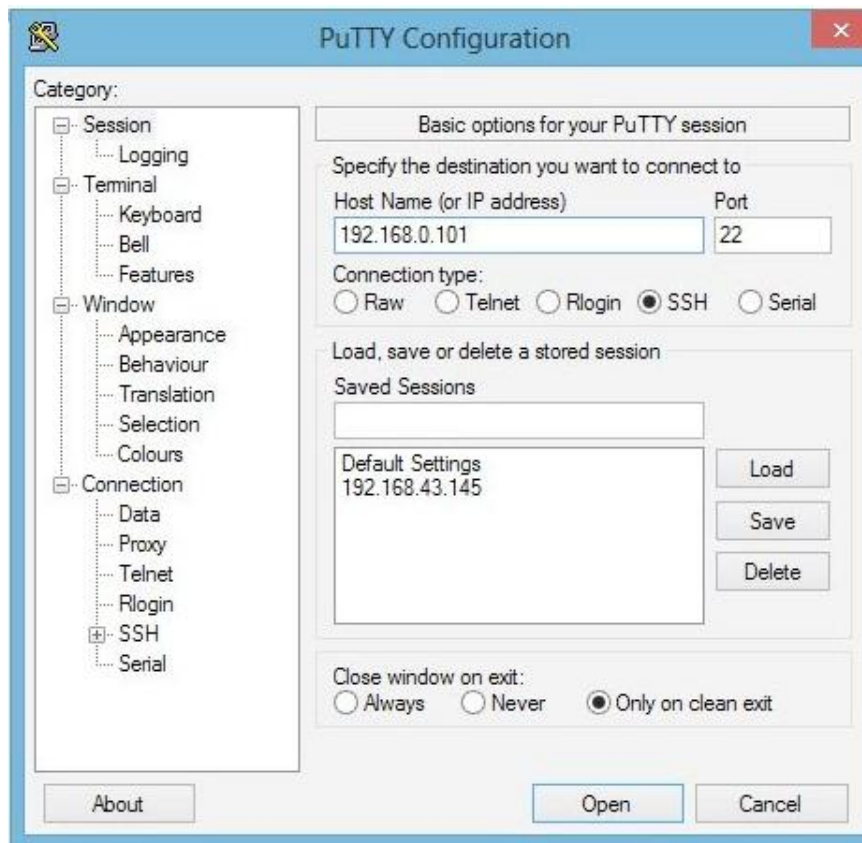 PuTTY Configuration
Category:
Session
Logging
Terminal
Keyboard
Bell
Features
Window
Appearance
Behaviour
Translation
Selection
Colours
Connection
Data
Proxy
Telnet
Rlogin
SSH
Serial
Basic options for your PuTTY session
Specify the destination you want to connect to
Host Name (or IP address) Port
192.168.0.101 22
Connection type:
Raw Telnet Rlogin SSH Serial
Load, save or delete a stored session
Saved Sessions
Default Settings
192.168.43.145
Load
Save
Delete
Close window on exit:
Always Never Only on clean exit
About Open Cancel